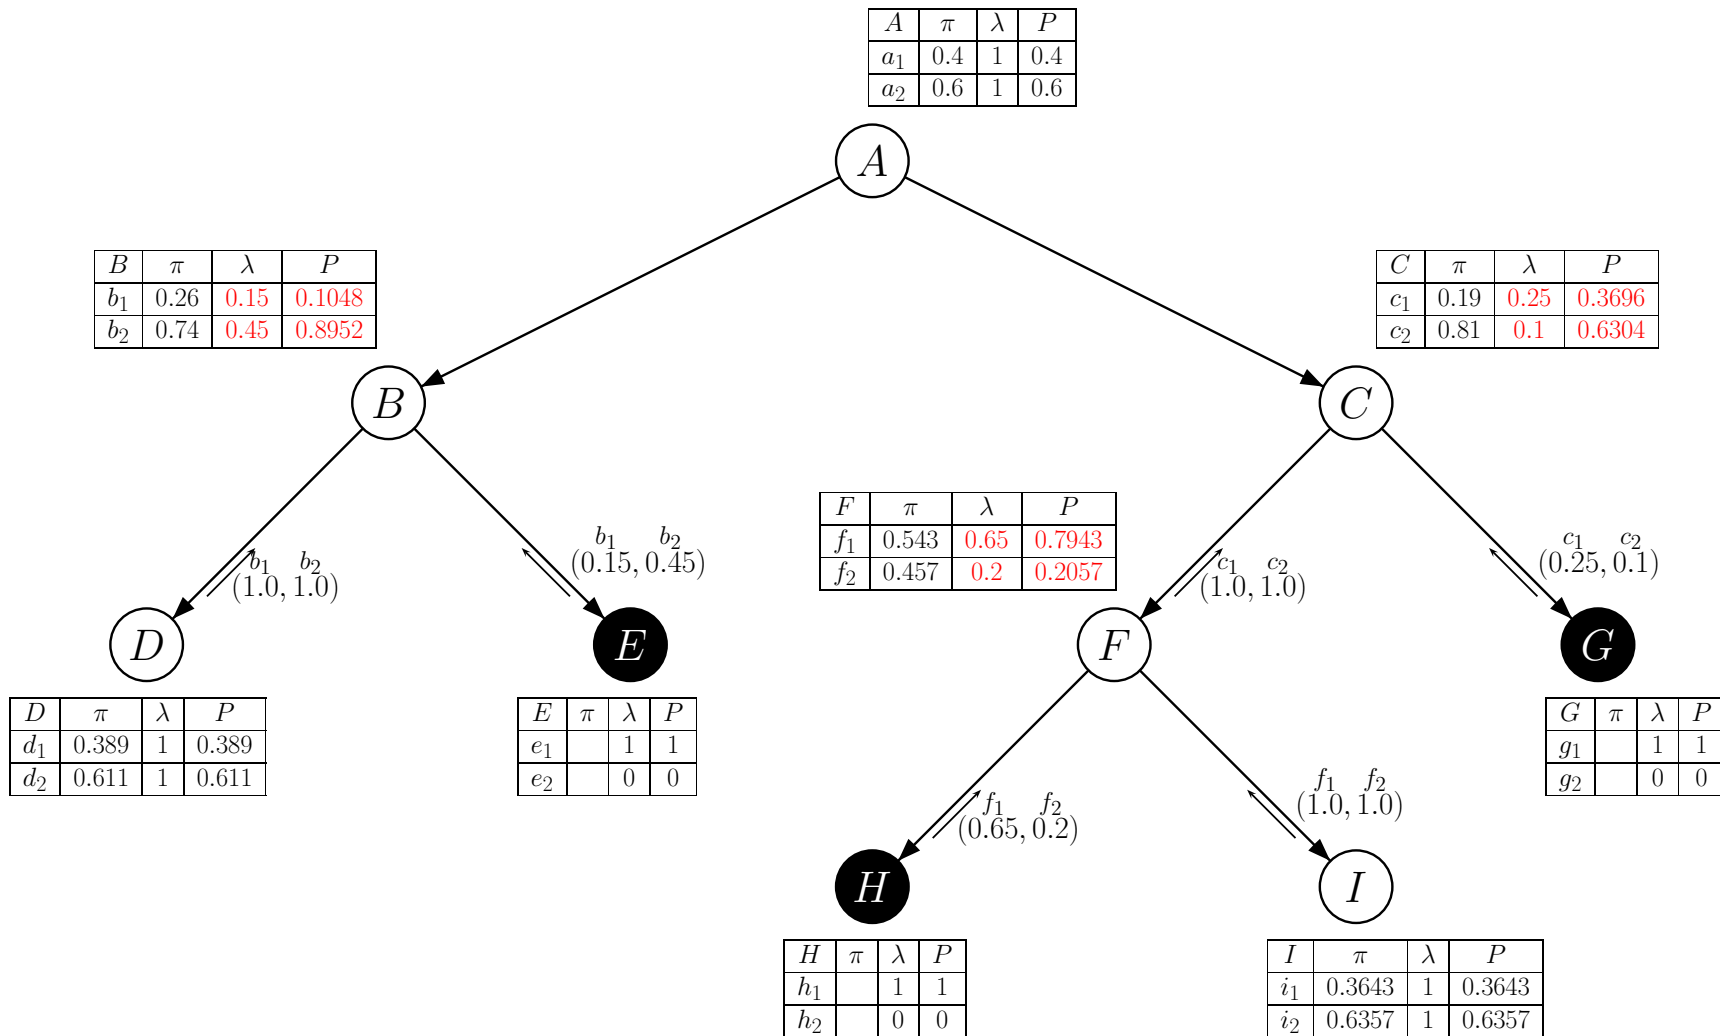 A π λ P
a₁ 0.4 1 0.4
a₂ 0.6 1 0.6
A
B π λ P
b₁ 0.26 0.15 0.1048
b₂ 0.74 0.45 0.8952
C π λ P
c₁ 0.19 0.25 0.3696
c₂ 0.81 0.1 0.6304
B
C
F π λ P
f₁ 0.543 0.65 0.7943
f₂ 0.457 0.2 0.2057
b₁ b₂
(1.0, 1.0)
b₁ b₂
(0.15, 0.45)
c₁ c₂
(1.0, 1.0)
c₁ c₂
(0.25, 0.1)
D
E
F
G
D π λ P
d₁ 0.389 1 0.389
d₂ 0.611 1 0.611
E π λ P
e₁ 1 1
e₂ 0 0
G π λ P
g₁ 1 1
g₂ 0 0
f₁ f₂
(0.65, 0.2)
f₁ f₂
(1.0, 1.0)
H
I
H π λ P
h₁ 1 1
h₂ 0 0
I π λ P
i₁ 0.3643 1 0.3643
i₂ 0.6357 1 0.6357